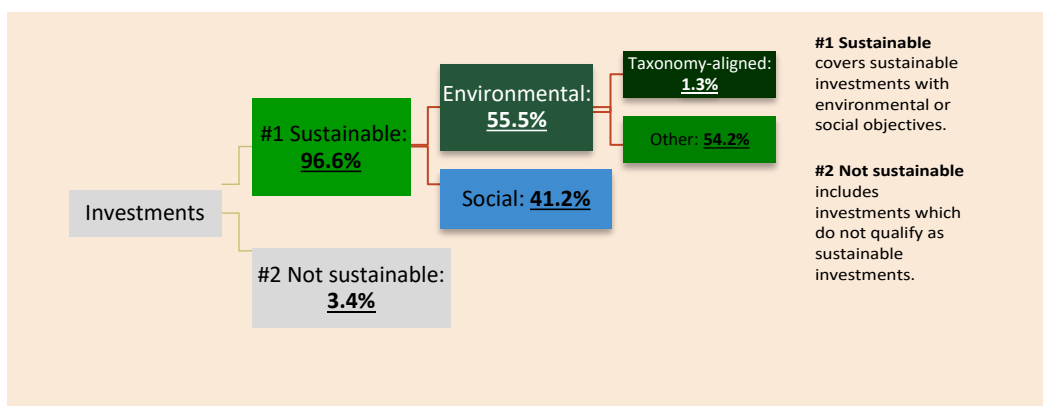 Investments
#1 Sustainable:
96.6%
#2 Not sustainable:
3.4%
Environmental:
55.5%
Social: 41.2%
Taxonomy-aligned:
1.3%
Other: 54.2%
#1 Sustainable
covers sustainable
investments with
environmental or
social objectives.
#2 Not sustainable
includes
investments which
do not qualify as
sustainable
investments.